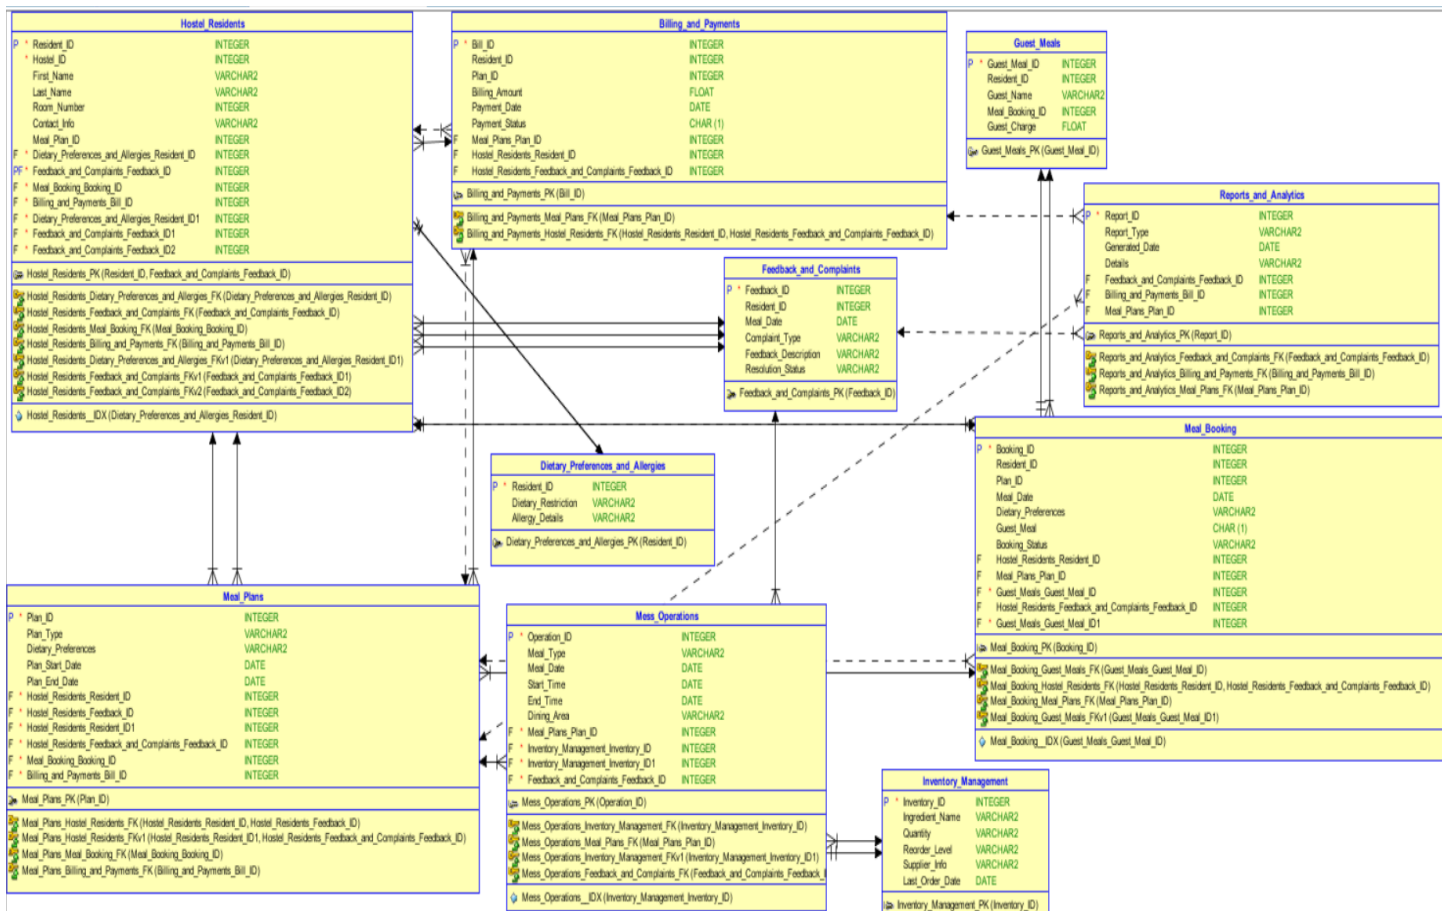 Hostel_Residents
P * Resident_ID INTEGER
* Hostel_ID INTEGER
First_Name VARCHAR2
Last_Name VARCHAR2
Room_Number INTEGER
Contact_Info VARCHAR2
Meal_Plan_ID INTEGER
F * Dietary_Preferences_and_Allergies_Resident_ID INTEGER
PF * Feedback_and_Complaints_Feedback_ID INTEGER
F * Meal_Booking_Booking_ID INTEGER
F * Billing_and_Payments_Bill_ID INTEGER
F * Dietary_Preferences_and_Allergies_Resident_ID1 INTEGER
F * Feedback_and_Complaints_Feedback_ID1 INTEGER
F * Feedback_and_Complaints_Feedback_ID2 INTEGER
Hostel_Residents_PK (Resident_ID, Feedback_and_Complaints_Feedback_ID)
Hostel_Residents_Dietary_Preferences_and_Allergies_FK (Dietary_Preferences_and_Allergies_Resident_ID)
Hostel_Residents_Feedback_and_Complaints_FK (Feedback_and_Complaints_Feedback_ID)
Hostel_Residents_Meal_Booking_FK (Meal_Booking_Booking_ID)
Hostel_Residents_Billing_and_Payments_FK (Billing_and_Payments_Bill_ID)
Hostel_Residents_Dietary_Preferences_and_Allergies_FKv1 (Dietary_Preferences_and_Allergies_Resident_ID1)
Hostel_Residents_Feedback_and_Complaints_FKv1 (Feedback_and_Complaints_Feedback_ID1)
Hostel_Residents_Feedback_and_Complaints_FKv2 (Feedback_and_Complaints_Feedback_ID2)
Hostel_Residents__IDX (Dietary_Preferences_and_Allergies_Resident_ID)
Billing_and_Payments
P * Bill_ID INTEGER
Resident_ID INTEGER
Plan_ID INTEGER
Billing_Amount FLOAT
Payment_Date DATE
Payment_Status CHAR (1)
F Meal_Plans_Plan_ID INTEGER
F Hostel_Residents_Resident_ID INTEGER
F Hostel_Residents_Feedback_and_Complaints_Feedback_ID INTEGER
Billing_and_Payments_PK (Bill_ID)
Billing_and_Payments_Meal_Plans_FK (Meal_Plans_Plan_ID)
Billing_and_Payments_Hostel_Residents_FK (Hostel_Residents_Resident_ID, Hostel_Residents_Feedback_and_Complaints_Feedback_ID)
Guest_Meals
P * Guest_Meal_ID INTEGER
Resident_ID INTEGER
Guest_Name VARCHAR2
Meal_Booking_ID INTEGER
Guest_Charge FLOAT
Guest_Meals_PK (Guest_Meal_ID)
Reports_and_Analytics
P * Report_ID INTEGER
Report_Type VARCHAR2
Generated_Date DATE
Details VARCHAR2
F Feedback_and_Complaints_Feedback_ID INTEGER
F Billing_and_Payments_Bill_ID INTEGER
F Meal_Plans_Plan_ID INTEGER
Reports_and_Analytics_PK (Report_ID)
Reports_and_Analytics_Feedback_and_Complaints_FK (Feedback_and_Complaints_Feedback_ID)
Reports_and_Analytics_Billing_and_Payments_FK (Billing_and_Payments_Bill_ID)
Reports_and_Analytics_Meal_Plans_FK (Meal_Plans_Plan_ID)
Feedback_and_Complaints
P * Feedback_ID INTEGER
Resident_ID INTEGER
Meal_Date DATE
Complaint_Type VARCHAR2
Feedback_Description VARCHAR2
Resolution_Status VARCHAR2
Feedback_and_Complaints_PK (Feedback_ID)
Dietary_Preferences_and_Allergies
P * Resident_ID INTEGER
Dietary_Restriction VARCHAR2
Allergy_Details VARCHAR2
Dietary_Preferences_and_Allergies_PK (Resident_ID)
Meal_Booking
P * Booking_ID INTEGER
Resident_ID INTEGER
Plan_ID INTEGER
Meal_Date DATE
Dietary_Preferences VARCHAR2
Guest_Meal CHAR (1)
Booking_Status VARCHAR2
F Hostel_Residents_Resident_ID INTEGER
F Meal_Plans_Plan_ID INTEGER
F * Guest_Meals_Guest_Meal_ID INTEGER
F Hostel_Residents_Feedback_and_Complaints_Feedback_ID INTEGER
F * Guest_Meals_Guest_Meal_ID1 INTEGER
Meal_Booking_PK (Booking_ID)
Meal_Booking_Guest_Meals_FK (Guest_Meals_Guest_Meal_ID)
Meal_Booking_Hostel_Residents_FK (Hostel_Residents_Resident_ID, Hostel_Residents_Feedback_and_Complaints_Feedback_ID)
Meal_Booking_Meal_Plans_FK (Meal_Plans_Plan_ID)
Meal_Booking_Guest_Meals_FKv1 (Guest_Meals_Guest_Meal_ID1)
Meal_Booking__IDX (Guest_Meals_Guest_Meal_ID)
Meal_Plans
P * Plan_ID INTEGER
Plan_Type VARCHAR2
Dietary_Preferences VARCHAR2
Plan_Start_Date DATE
Plan_End_Date DATE
F * Hostel_Residents_Resident_ID INTEGER
F * Hostel_Residents_Feedback_ID INTEGER
F * Hostel_Residents_Resident_ID1 INTEGER
F * Hostel_Residents_Feedback_and_Complaints_Feedback_ID INTEGER
F * Meal_Booking_Booking_ID INTEGER
F * Billing_and_Payments_Bill_ID INTEGER
Meal_Plans_PK (Plan_ID)
Meal_Plans_Hostel_Residents_FK (Hostel_Residents_Resident_ID, Hostel_Residents_Feedback_ID)
Meal_Plans_Hostel_Residents_FKv1 (Hostel_Residents_Resident_ID1, Hostel_Residents_Feedback_and_Complaints_Feedback_ID)
Meal_Plans_Meal_Booking_FK (Meal_Booking_Booking_ID)
Meal_Plans_Billing_and_Payments_FK (Billing_and_Payments_Bill_ID)
Mess_Operations
P * Operation_ID INTEGER
Meal_Type VARCHAR2
Meal_Date DATE
Start_Time DATE
End_Time DATE
Dining_Area VARCHAR2
F * Meal_Plans_Plan_ID INTEGER
F * Inventory_Management_Inventory_ID INTEGER
F * Inventory_Management_Inventory_ID1 INTEGER
F * Feedback_and_Complaints_Feedback_ID INTEGER
Mess_Operations_PK (Operation_ID)
Mess_Operations_Inventory_Management_FK (Inventory_Management_Inventory_ID)
Mess_Operations_Meal_Plans_FK (Meal_Plans_Plan_ID)
Mess_Operations_Inventory_Management_FKv1 (Inventory_Management_Inventory_ID1)
Mess_Operations_Feedback_and_Complaints_FK (Feedback_and_Complaints_Feedback_I
Mess_Operations__IDX (Inventory_Management_Inventory_ID)
Inventory_Management
P * Inventory_ID INTEGER
Ingredient_Name VARCHAR2
Quantity VARCHAR2
Reorder_Level VARCHAR2
Supplier_Info VARCHAR2
Last_Order_Date DATE
Inventory_Management_PK (Inventory_ID)